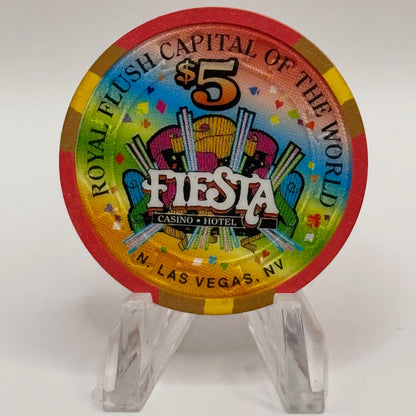 ROYAL FLUSH CAPITAL OF THE WORLD
$5
FIESTA
CASINO • HOTEL
N. LAS VEGAS, NV